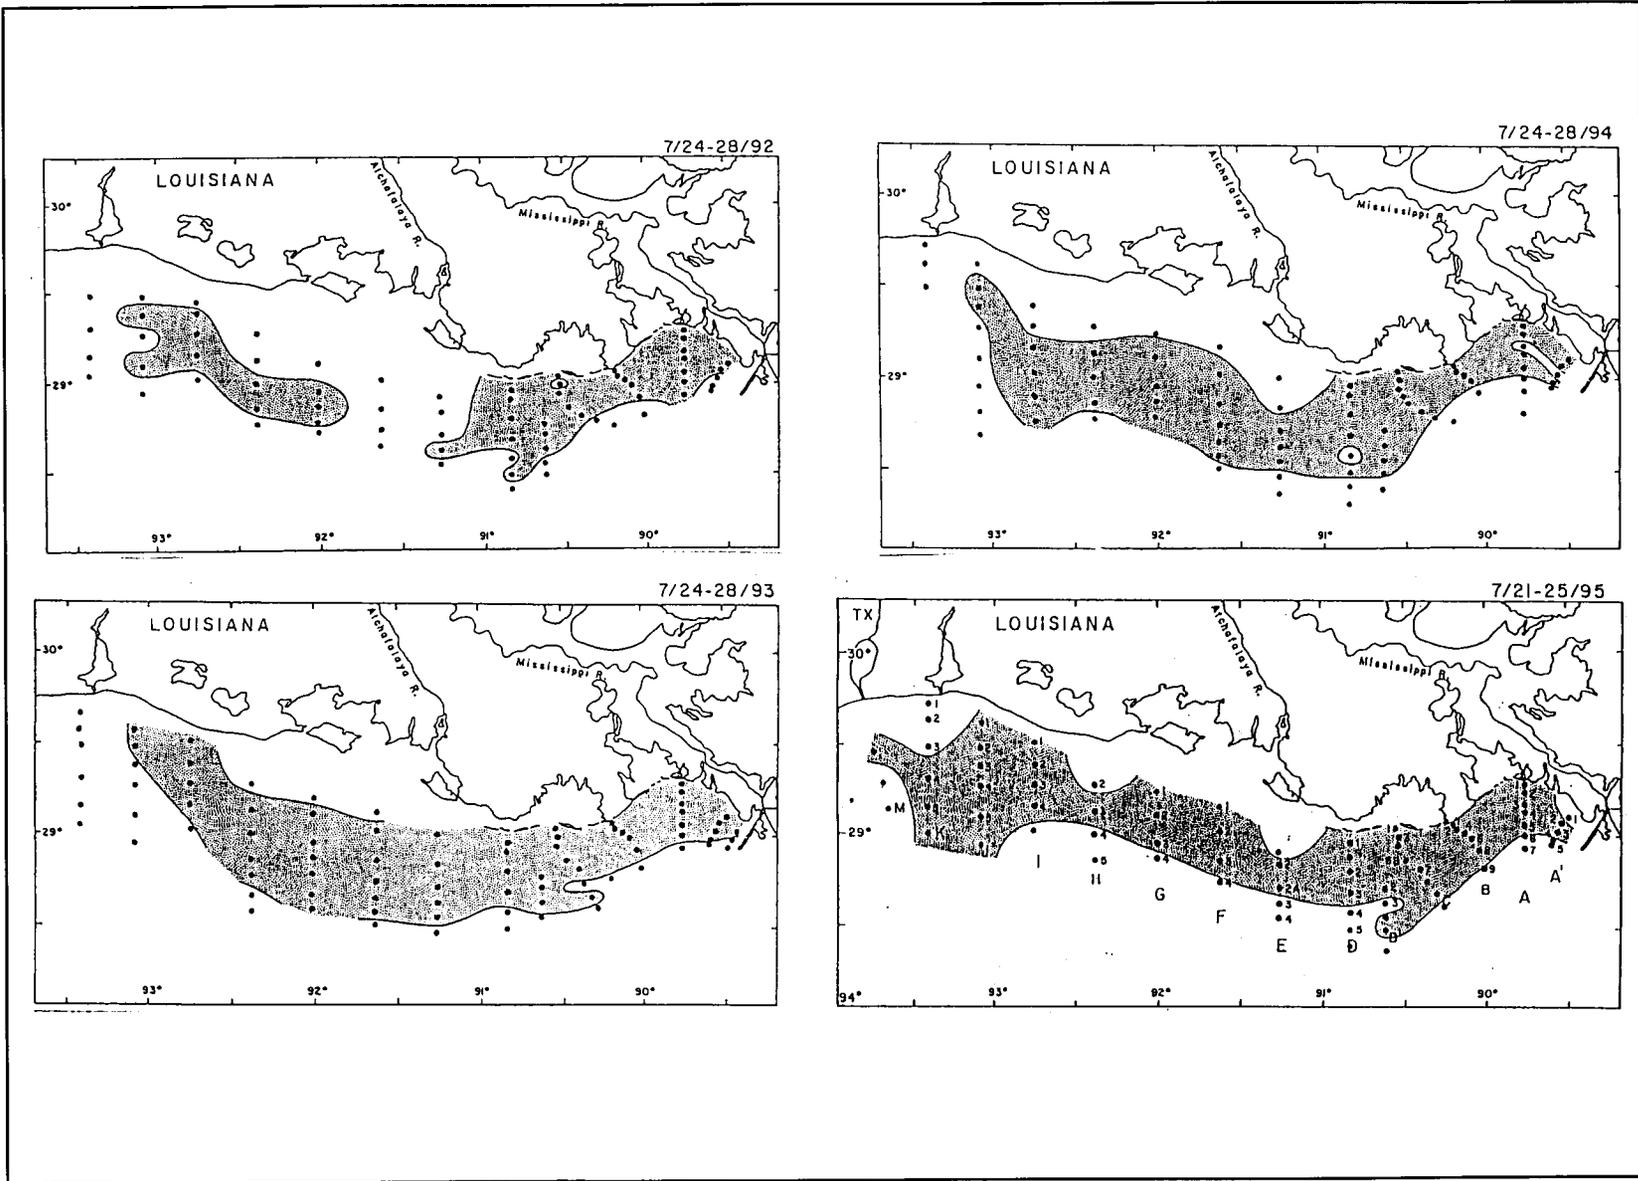 7/24-28/92
LOUISIANA
Atchafalaya R.
Mississippi R.
30°
29°
93°
92°
91°
90°
7/24-28/94
LOUISIANA
Atchafalaya R.
Mississippi R.
30°
29°
93°
92°
91°
90°
7/24-28/93
LOUISIANA
Atchafalaya R.
Mississippi R.
30°
29°
93°
92°
91°
90°
7/21-25/95
TX
LOUISIANA
Atchafalaya R.
Mississippi R.
30°
29°
M
K
I
H
G
F
E
D
D'
C
B
A
A'
94°
93°
92°
91°
90°